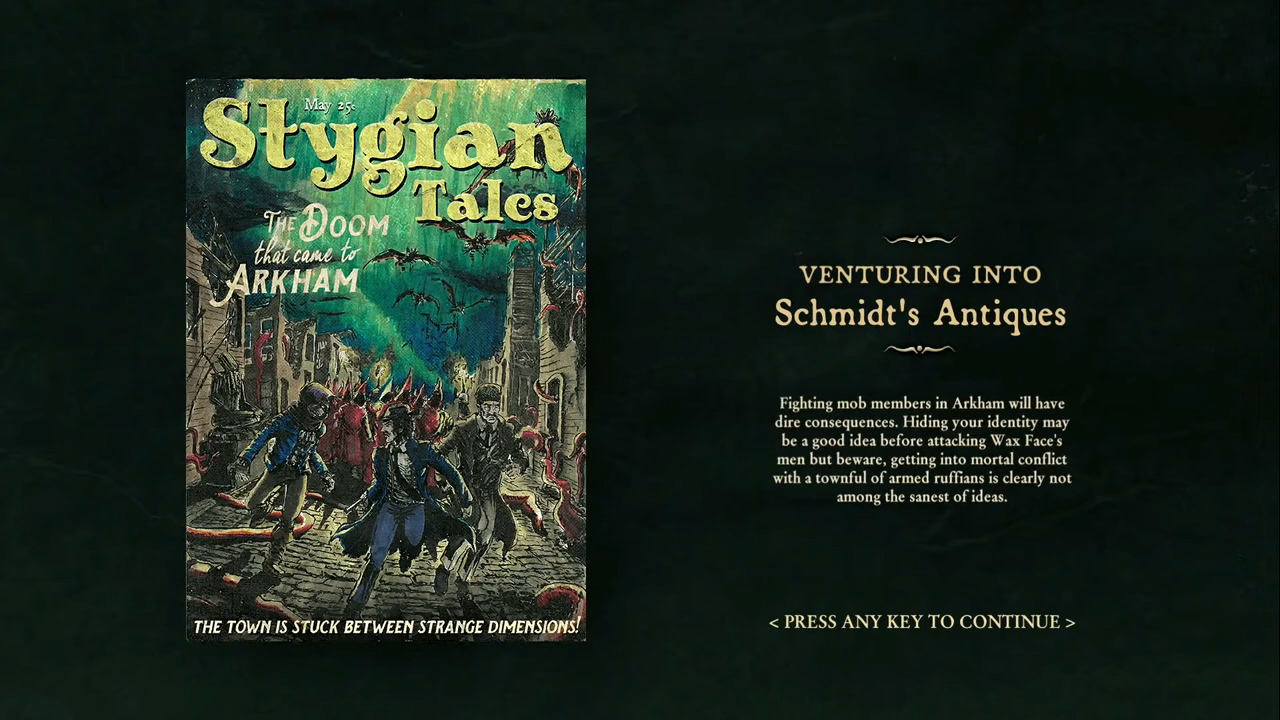 May 25c
Stygian
Tales
THE DOOM
that came to
ARKHAM
THE TOWN IS STUCK BETWEEN STRANGE DIMENSIONS!
VENTURING INTO
Schmidt's Antiques
Fighting mob members in Arkham will have
dire consequences. Hiding your identity may
be a good idea before attacking Wax Face's
men but beware, getting into mortal conflict
with a townful of armed ruffians is clearly not
among the sanest of ideas.
< PRESS ANY KEY TO CONTINUE >